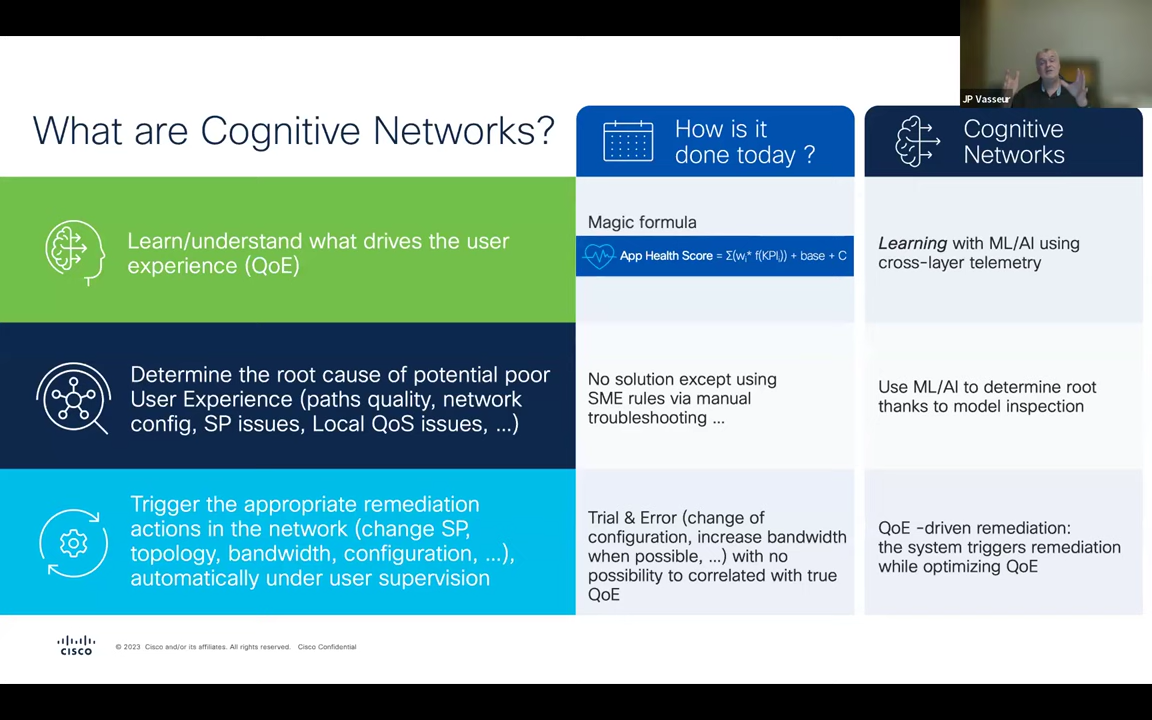 JP Vasseur
What are Cognitive Networks?
How is it
done today ?
Cognitive
Networks
Learn/understand what drives the user
experience (QoE)
Magic formula
App Health Score = Σ(wᵢ* f(KPIᵢ)) + base + C
Learning with ML/AI using
cross-layer telemetry
Determine the root cause of potential poor
User Experience (paths quality, network
config, SP issues, Local QoS issues, ...)
No solution except using
SME rules via manual
troubleshooting ...
Use ML/AI to determine root
thanks to model inspection
Trigger the appropriate remediation
actions in the network (change SP,
topology, bandwidth, configuration, ...),
automatically under user supervision
Trial & Error (change of
configuration, increase bandwidth
when possible, ...) with no
possibility to correlated with true
QoE
QoE -driven remediation:
the system triggers remediation
while optimizing QoE
CISCO
© 2023 Cisco and/or its affiliates. All rights reserved. Cisco Confidential